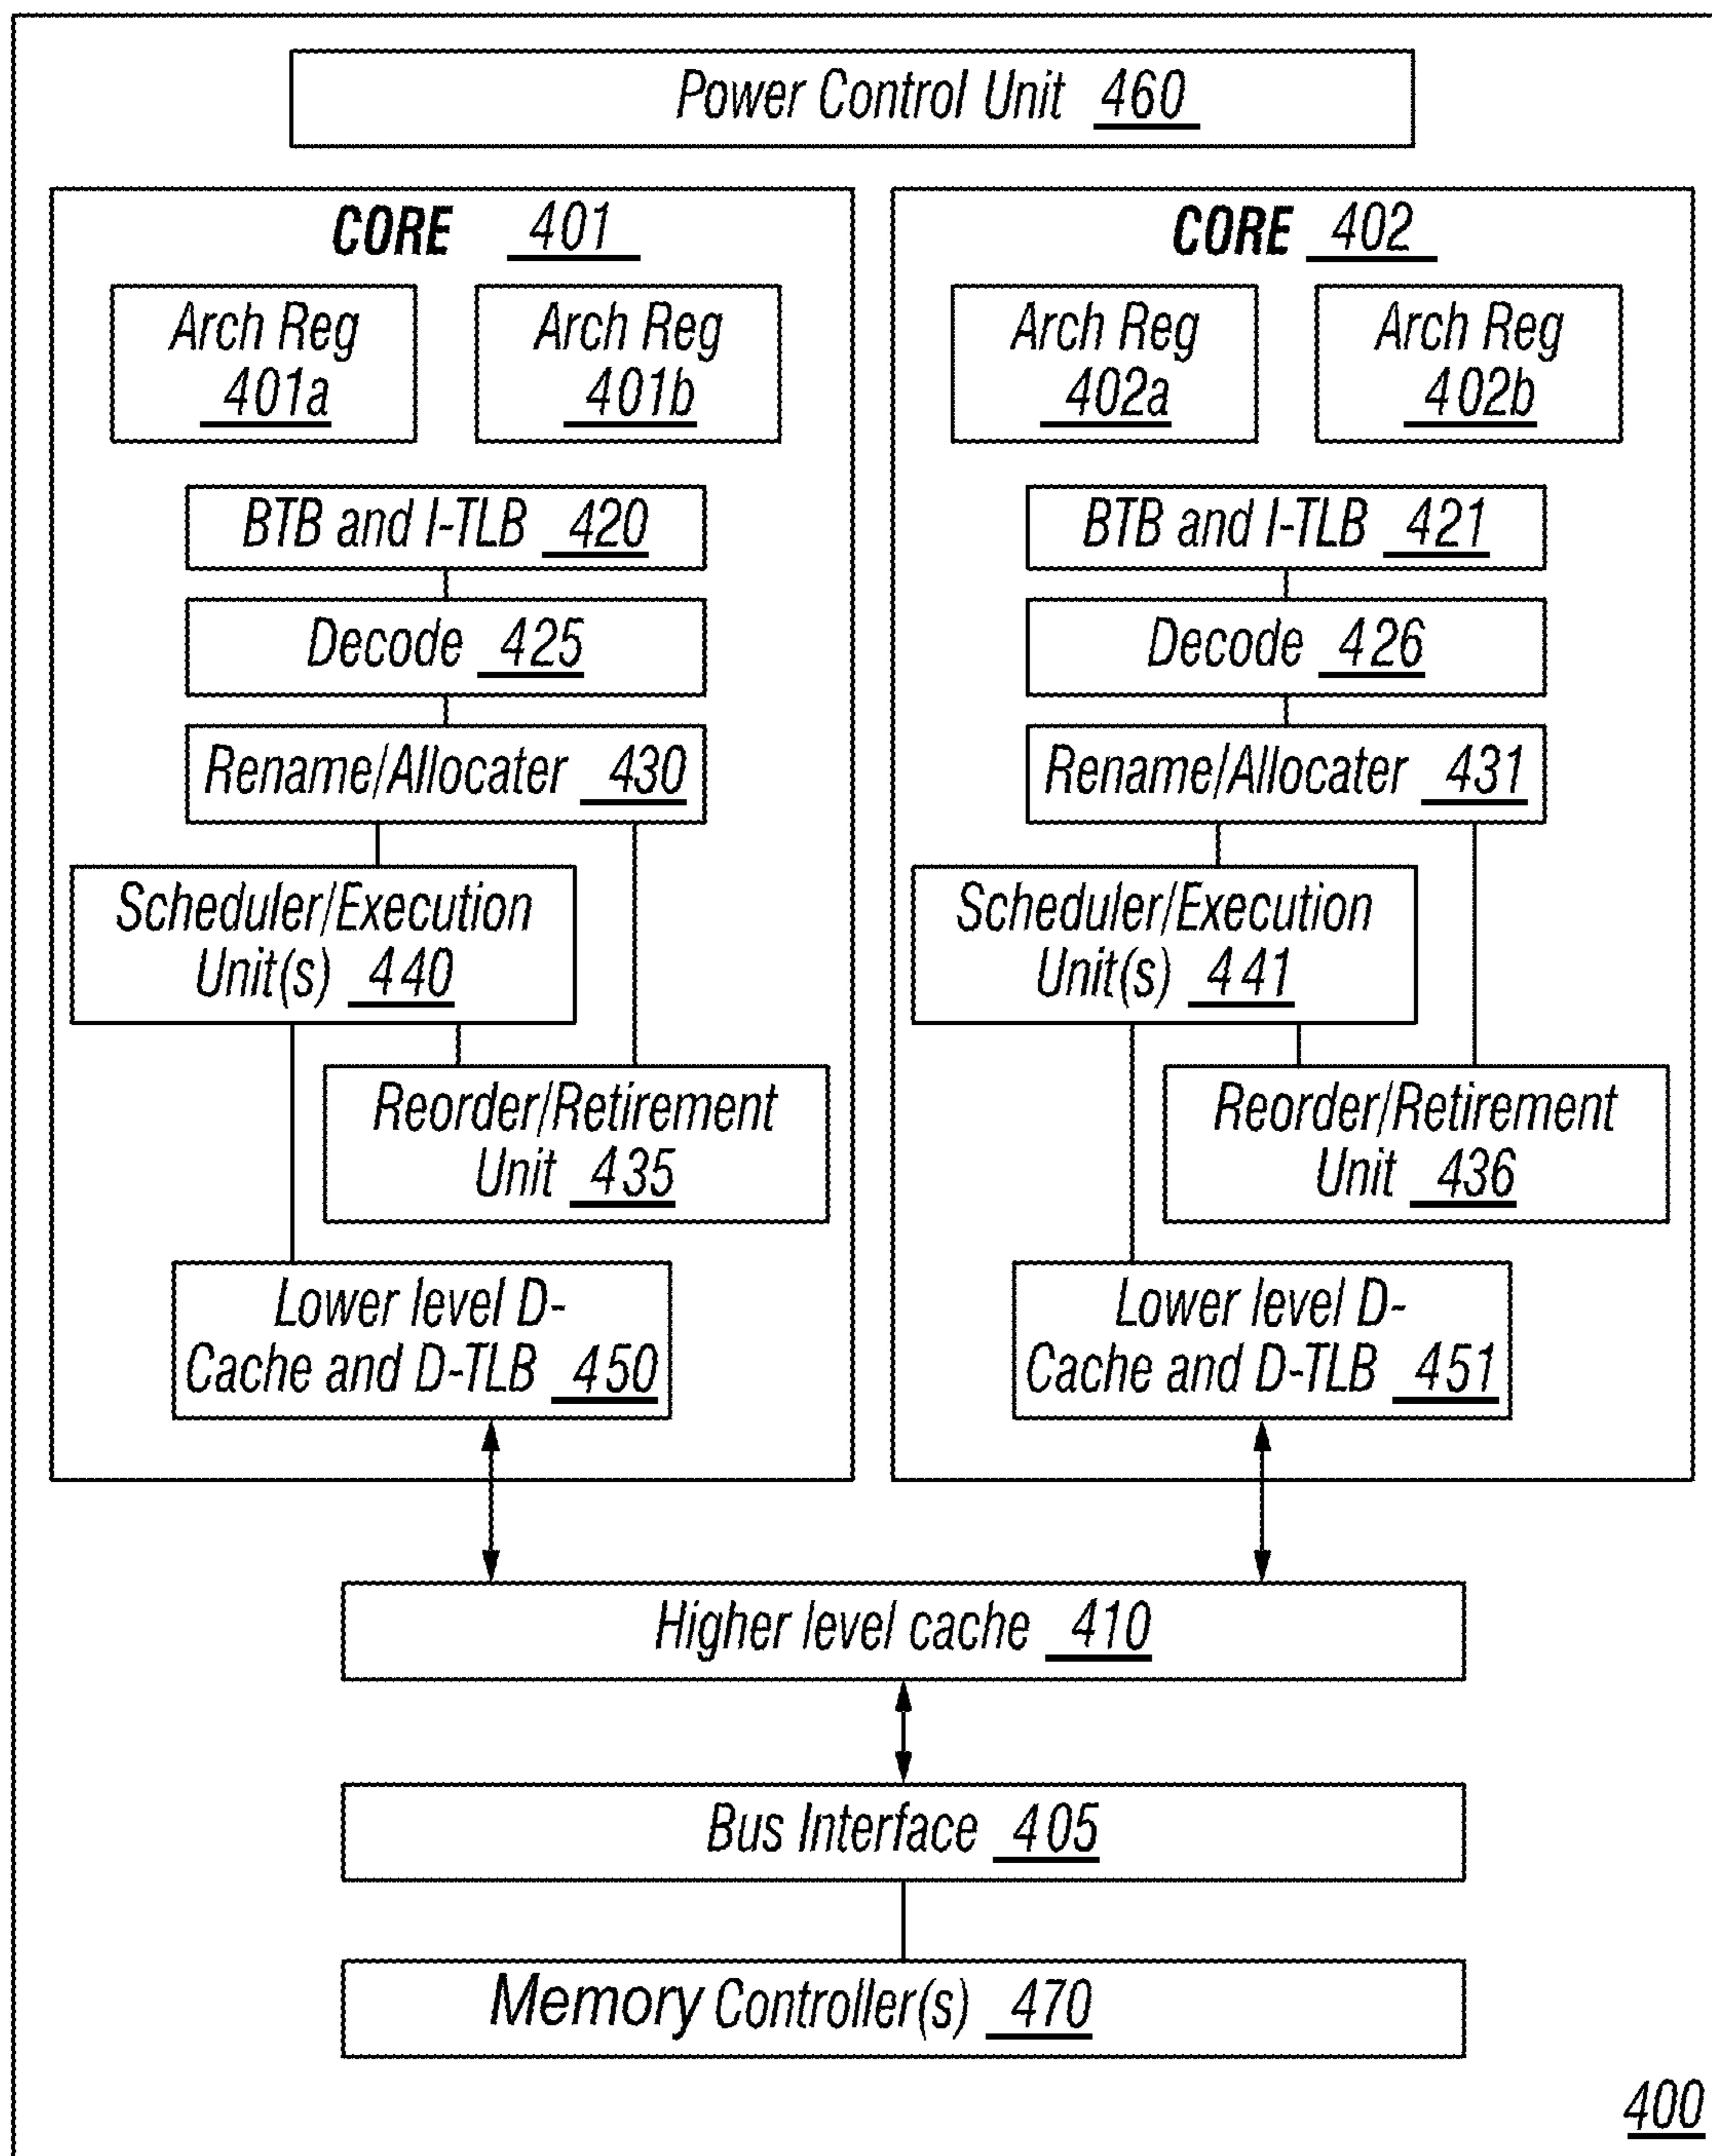 Power Control Unit 460
CORE 401
Arch Reg
401a
Arch Reg
401b
BTB and I-TLB 420
Decode 425
Rename/Allocater 430
Scheduler/Execution
Unit(s) 440
Reorder/Retirement
Unit 435
Lower level D-
Cache and D-TLB 450
CORE 402
Arch Reg
402a
Arch Reg
402b
BTB and I-TLB 421
Decode 426
Rename/Allocater 431
Scheduler/Execution
Unit(s) 441
Reorder/Retirement
Unit 436
Lower level D-
Cache and D-TLB 451
Higher level cache 410
Bus Interface 405
Memory Controller(s) 470
400